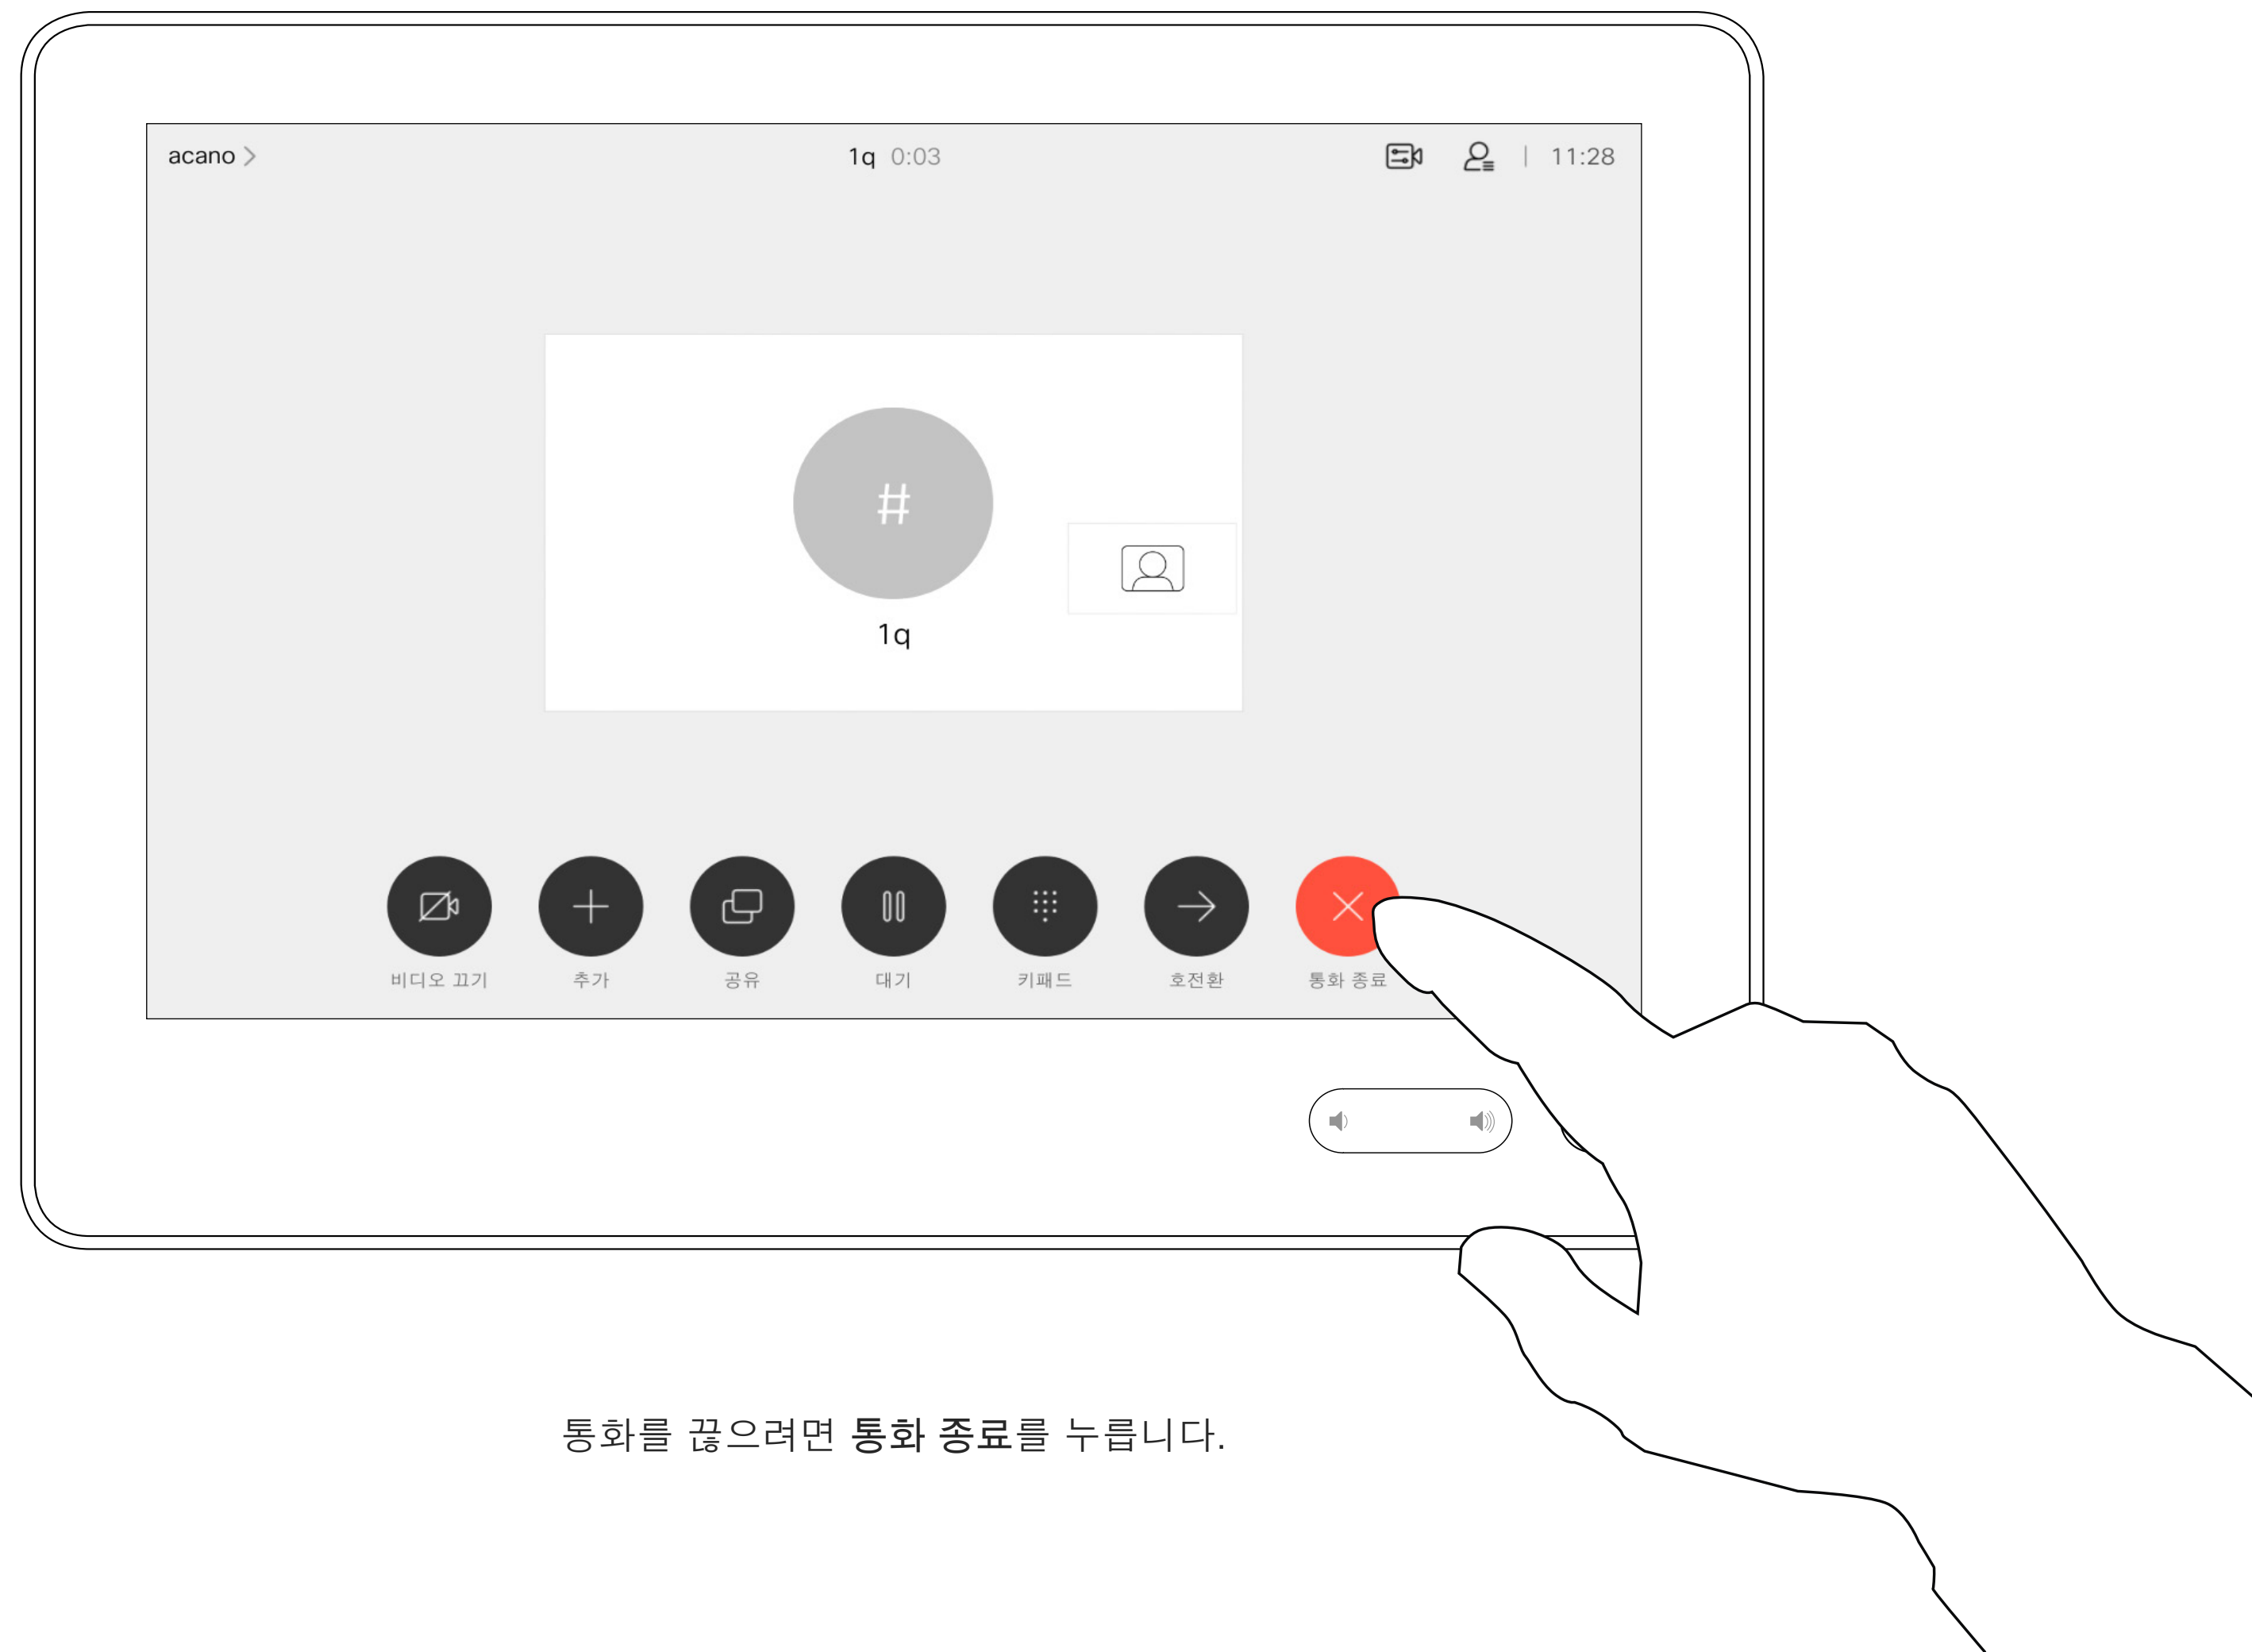 acano
1q 0:03
11:28
#
1q
비디오 끄기
추가
공유
대기
키패드
호전환
통화 종료
통화를 끊으려면 통화 종료를 누릅니다.